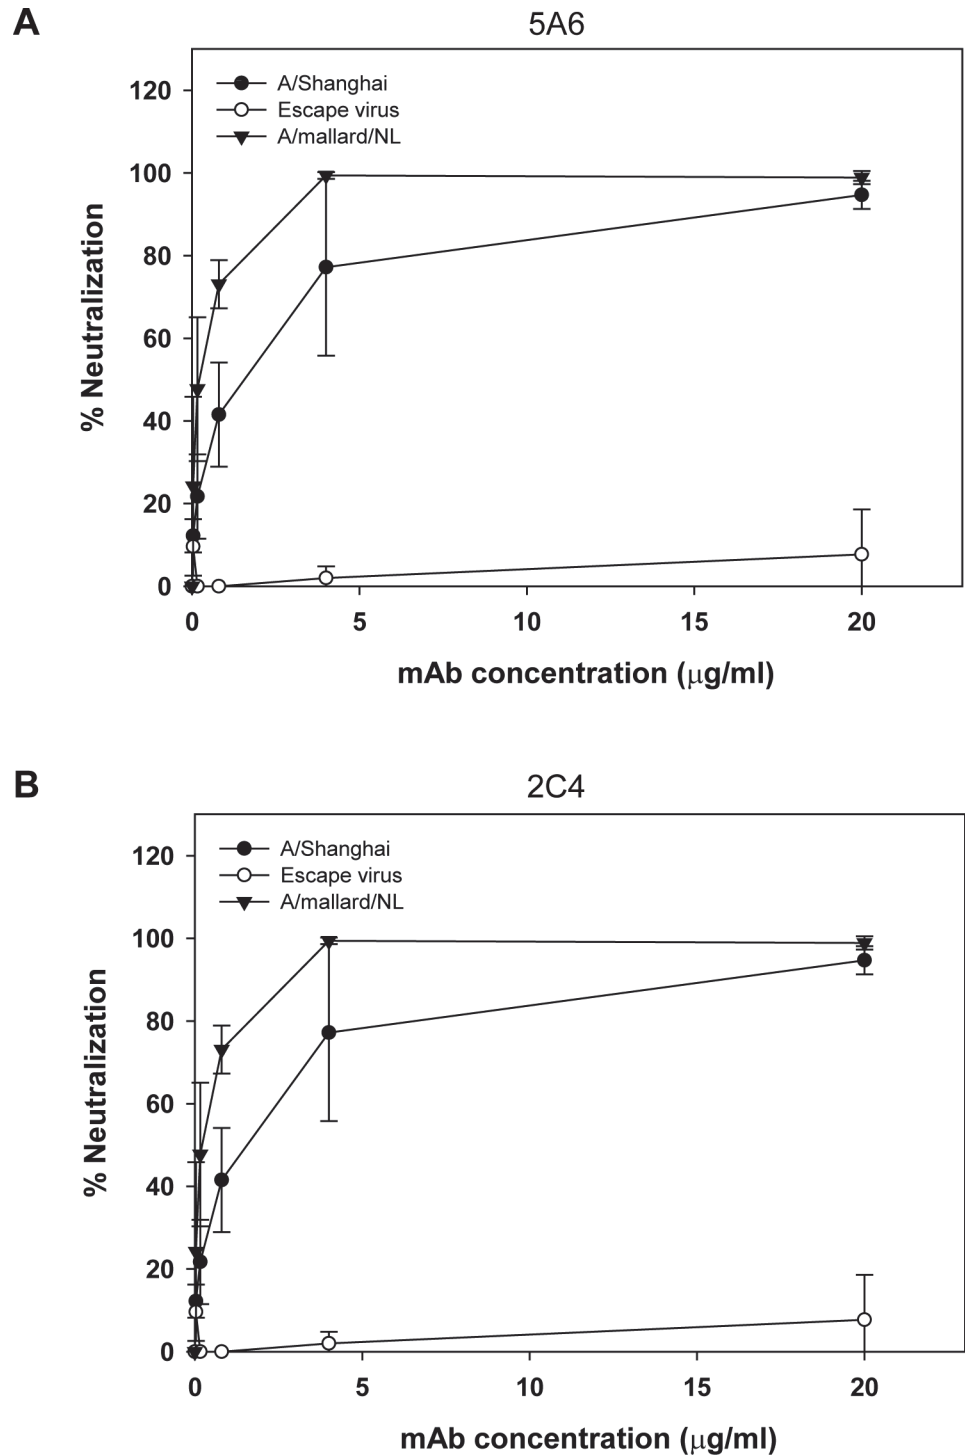 A
5A6
A/Shanghai
Escape virus
A/mallard/NL
120
100
80
60
40
20
0
% Neutralization
0 5 10 15 20
mAb concentration (μg/ml)
B
2C4
A/Shanghai
Escape virus
A/mallard/NL
120
100
80
60
40
20
0
% Neutralization
0 5 10 15 20
mAb concentration (μg/ml)